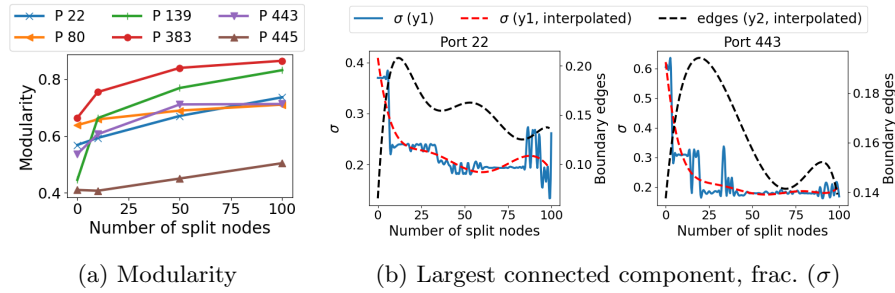 P 22 P 139 P 443
P 80 P 383 P 445
Modularity
0.8
0.6
0.4
0 50 100
Number of split nodes
(a) Modularity
σ (y1) σ (y1, interpolated) edges (y2, interpolated)
Port 22
σ
0.4
0.3
0.2
0.20
0.15
0.10
Boundary edges
0 25 50 75 100
Number of split nodes
Port 443
σ
0.6
0.5
0.4
0.3
0.2
0.18
0.16
0.14
Boundary edges
0 25 50 75 100
Number of split nodes
(b) Largest connected component, frac. (σ)